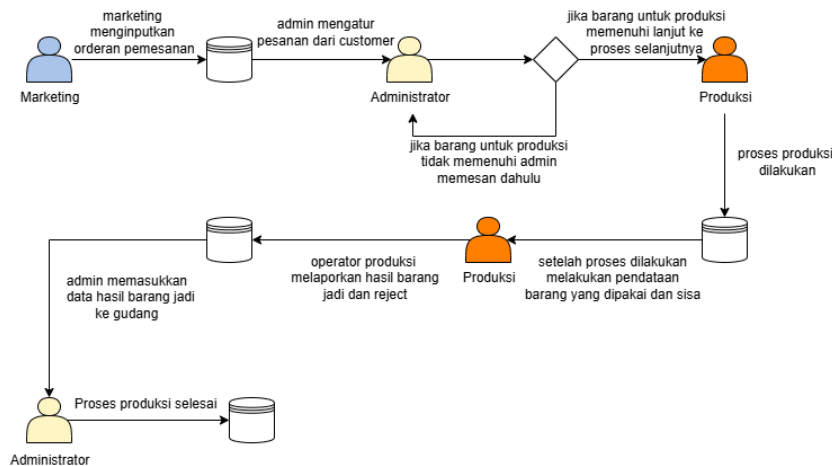 marketing
menginputkan
orderan pemesanan
admin mengatur
pesanan dari customer
jika barang untuk produksi
memenuhi lanjut ke
proses selanjutnya
Marketing
Administrator
Produksi
jika barang untuk produksi
tidak memenuhi admin
memesan dahulu
proses produksi
dilakukan
operator produksi
melaporkan hasil barang
jadi dan reject
Produksi
setelah proses dilakukan
melakukan pendataan
barang yang dipakai dan sisa
admin memasukkan
data hasil barang jadi
ke gudang
Proses produksi selesai
Administrator